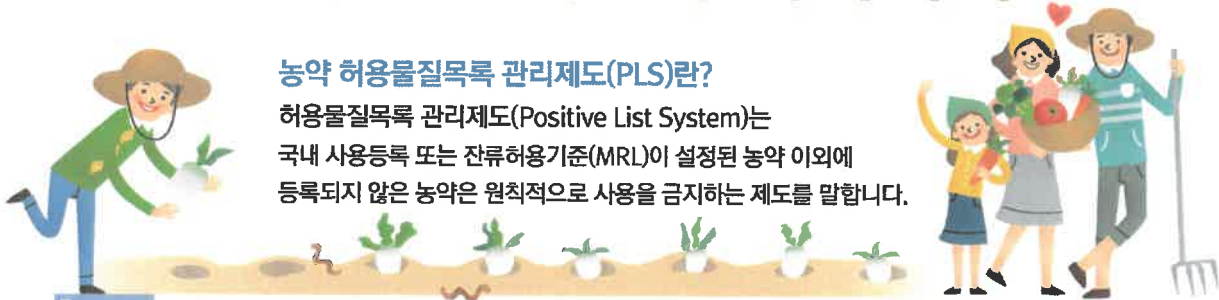 농약 허용물질목록 관리제도(PLS)란?
허용물질목록 관리제도(Positive List System)는
국내 사용등록 또는 잔류허용기준(MRL)이 설정된 농약 이외에
등록되지 않은 농약은 원칙적으로 사용을 금지하는 제도를 말합니다.